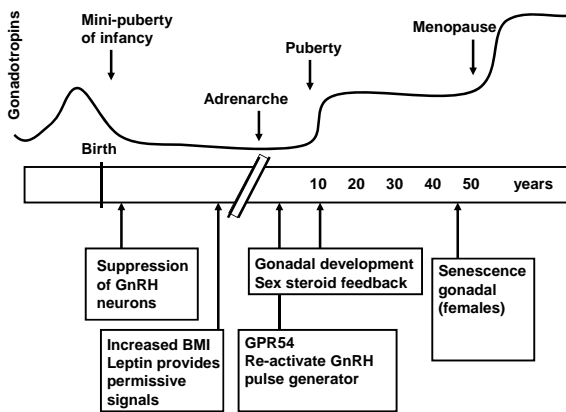 Gonadotropins
Mini-puberty
of infancy
Adrenarche
Puberty
Menopause
Birth
10 20 30 40 50 years
Suppression
of GnRH
neurons
Increased BMI
Leptin provides
permissive
signals
Gonadal development
Sex steroid feedback
GPR54
Re-activate GnRH
pulse generator
Senescence
gonadal
(females)